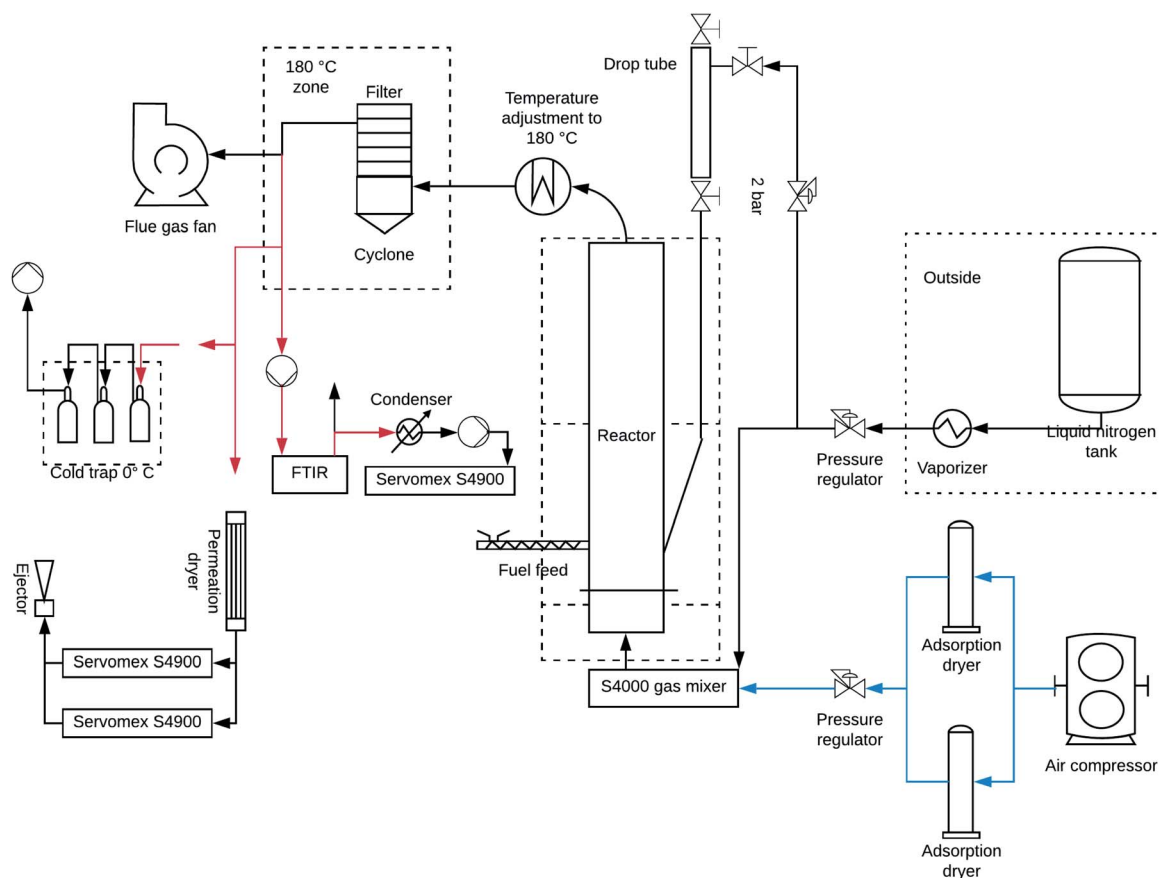 180 °C
zone
Filter
Drop tube
Temperature
adjustment to
180 °C
2 bar
Flue gas fan
Cyclone
Outside
Condenser
Reactor
Liquid nitrogen
tank
Pressure
regulator
Vaporizer
Cold trap 0° C
FTIR
Servomex S4900
Permeation
dryer
Fuel feed
Ejector
Adsorption
dryer
Servomex S4900
S4000 gas mixer
Servomex S4900
Pressure
regulator
Air compressor
Adsorption
dryer